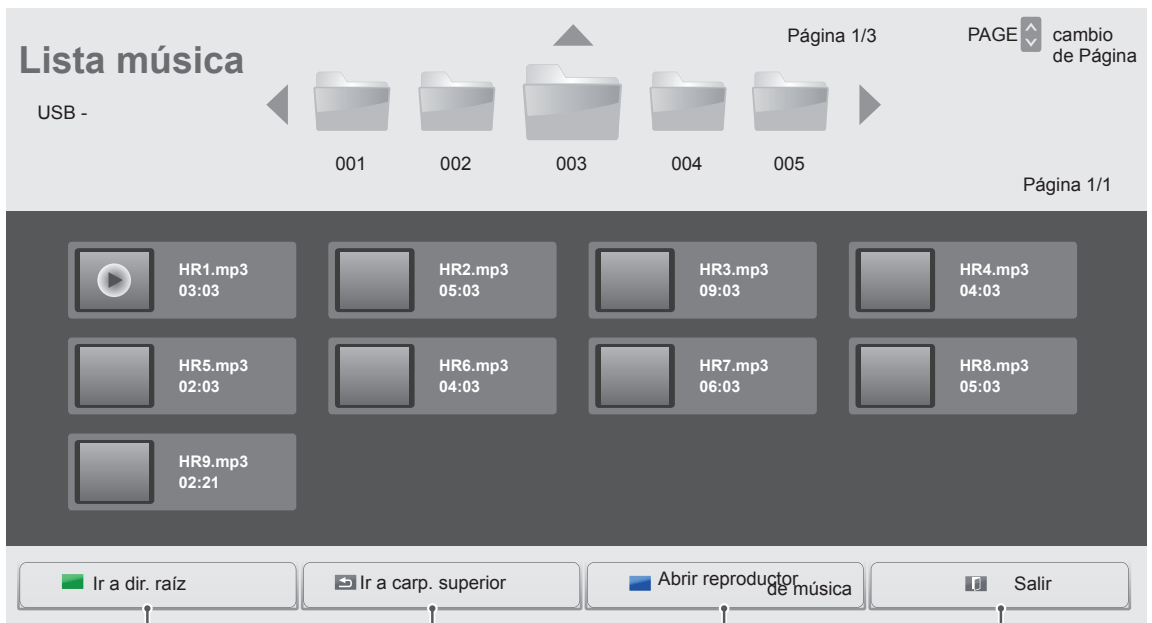 Lista música
USB -
Página 1/3
PAGE cambio
de Página
001 002 003 004 005
Página 1/1
HR1.mp3
03:03
HR2.mp3
05:03
HR3.mp3
09:03
HR4.mp3
04:03
HR5.mp3
02:03
HR6.mp3
04:03
HR7.mp3
06:03
HR8.mp3
05:03
HR9.mp3
02:21
Ir a dir. raíz
Ir a carp. superior
Abrir reproductor
de música
Salir